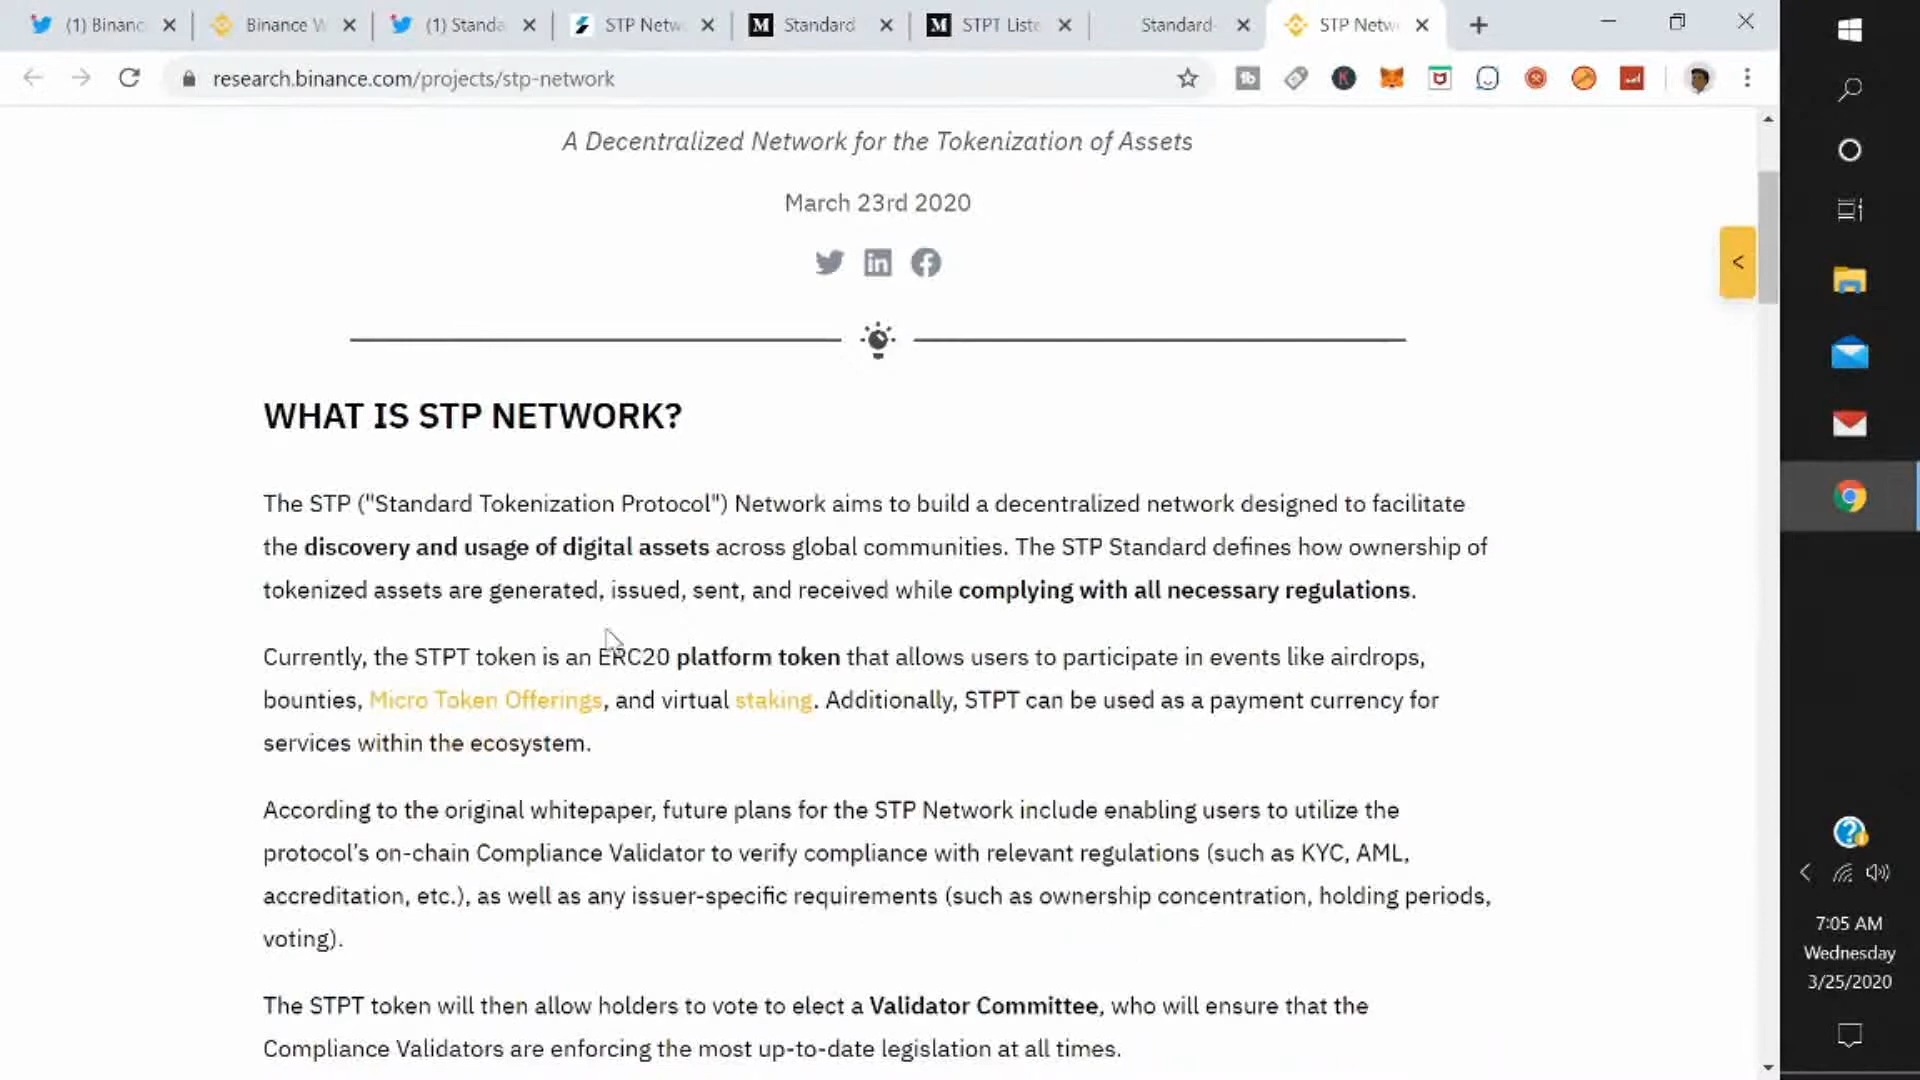 (1) Binanc
Binance W
(1) Standa
STP Netw
Standard
STPT Liste
Standard-
STP Netw
research.binance.com/projects/stp-network
A Decentralized Network for the Tokenization of Assets
March 23rd 2020
WHAT IS STP NETWORK?
The STP ("Standard Tokenization Protocol") Network aims to build a decentralized network designed to facilitate
the discovery and usage of digital assets across global communities. The STP Standard defines how ownership of
tokenized assets are generated, issued, sent, and received while complying with all necessary regulations.
Currently, the STPT token is an ERC20 platform token that allows users to participate in events like airdrops,
bounties, Micro Token Offerings, and virtual staking. Additionally, STPT can be used as a payment currency for
services within the ecosystem.
According to the original whitepaper, future plans for the STP Network include enabling users to utilize the
protocol's on-chain Compliance Validator to verify compliance with relevant regulations (such as KYC, AML,
accreditation, etc.), as well as any issuer-specific requirements (such as ownership concentration, holding periods,
voting).
The STPT token will then allow holders to vote to elect a Validator Committee, who will ensure that the
Compliance Validators are enforcing the most up-to-date legislation at all times.
7:05 AM
Wednesday
3/25/2020